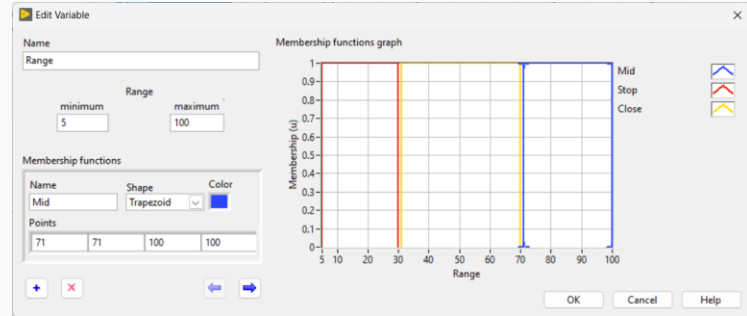 Edit Variable
Name
Range
Range
minimum
maximum
5
100
Membership functions
Name
Shape
Color
Mid
Trapezoid
Points
71 71 100 100
Membership functions graph
Membership (u)
1
0.9
0.8
0.7
0.6
0.5
0.4
0.3
0.2
0.1
0
5 10 20 30 40 50 60 70 80 90 100
Range
Mid
Stop
Close
OK Cancel Help